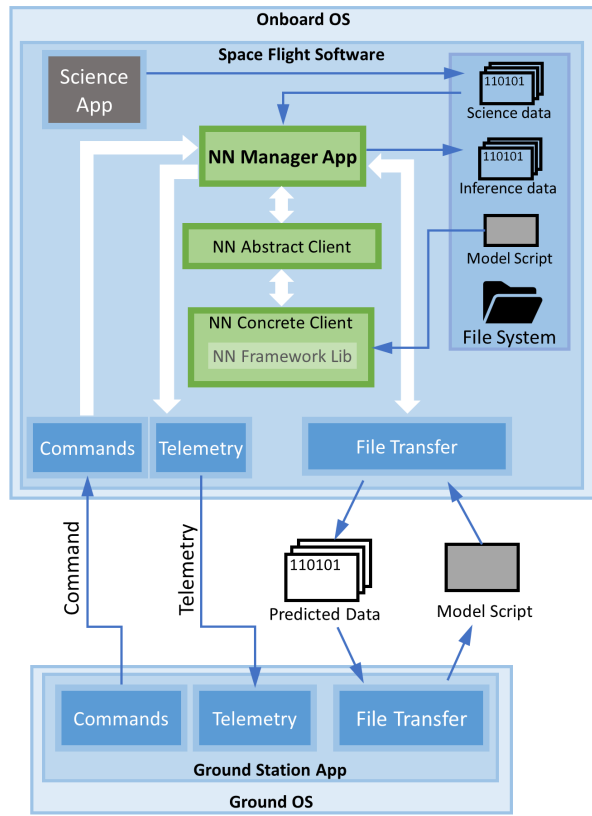 Onboard OS
Space Flight Software
Science
App
110101
Science data
NN Manager App
110101
Inference data
NN Abstract Client
Model Script
NN Concrete Client
NN Framework Lib
File System
Commands
Telemetry
File Transfer
Command
Telemetry
110101
Predicted Data
Model Script
Commands
Telemetry
File Transfer
Ground Station App
Ground OS